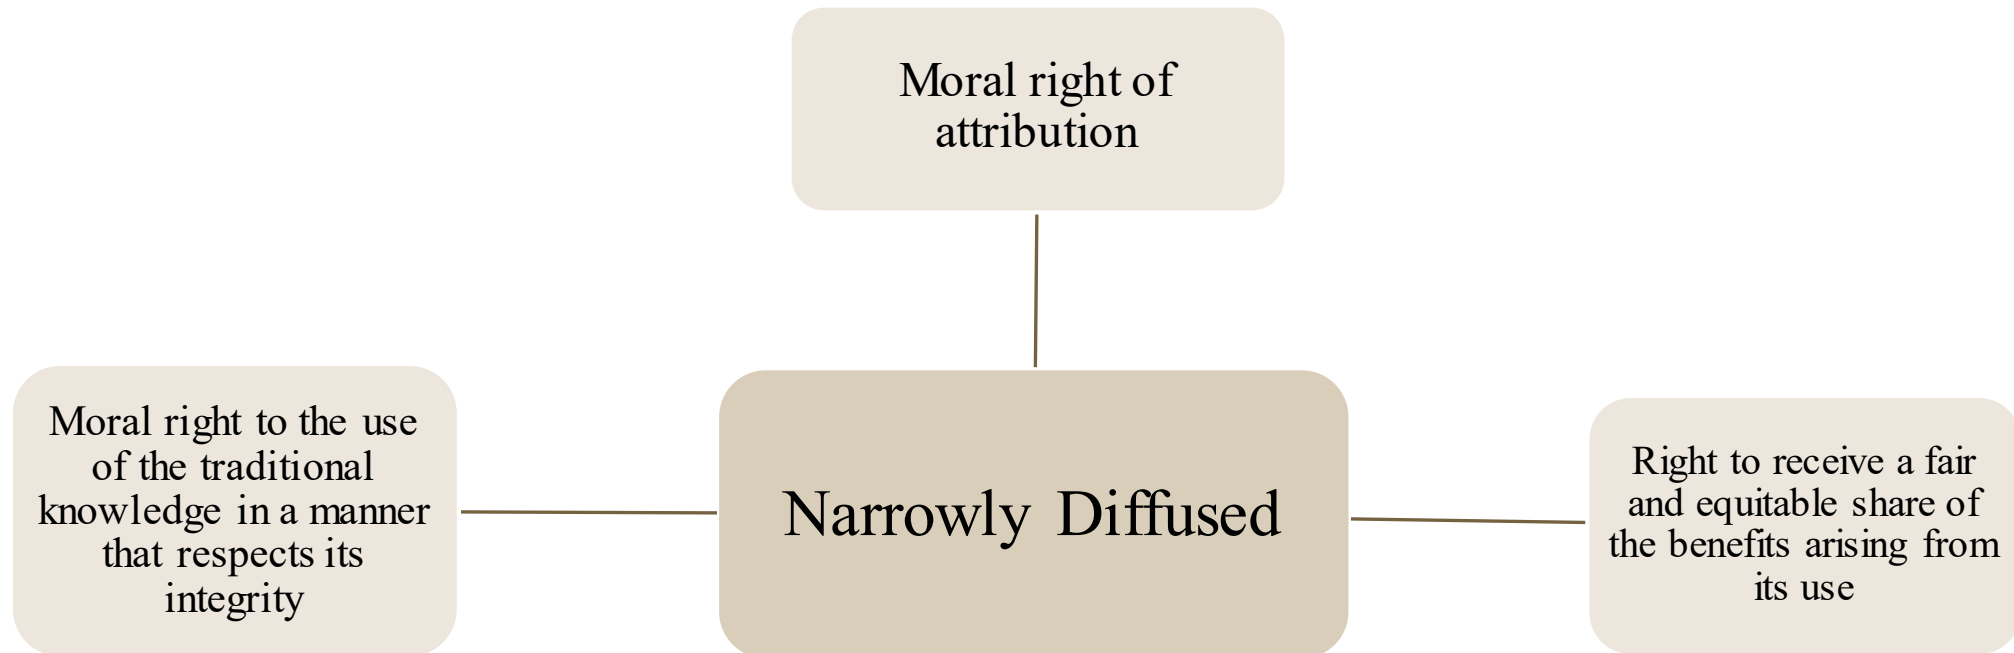 Moral right of
attribution
Moral right to the use
of the traditional
knowledge in a manner
that respects its
integrity
Narrowly Diffused
Right to receive a fair
and equitable share of
the benefits arising from
its use